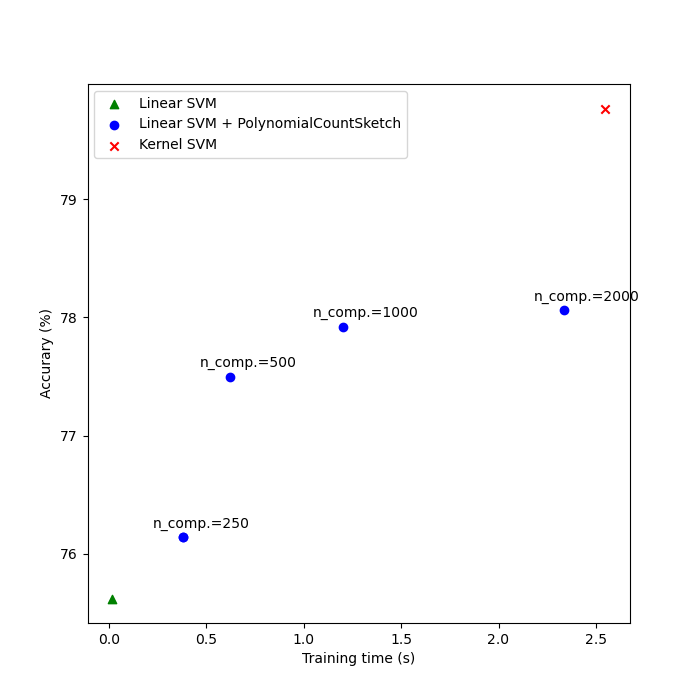 Linear SVM
Linear SVM + PolynomialCountSketch
Kernel SVM
79
78
77
76
Accurary (%)
n_comp.=2000
n_comp.=1000
n_comp.=500
n_comp.=250
0.0 0.5 1.0 1.5 2.0 2.5
Training time (s)